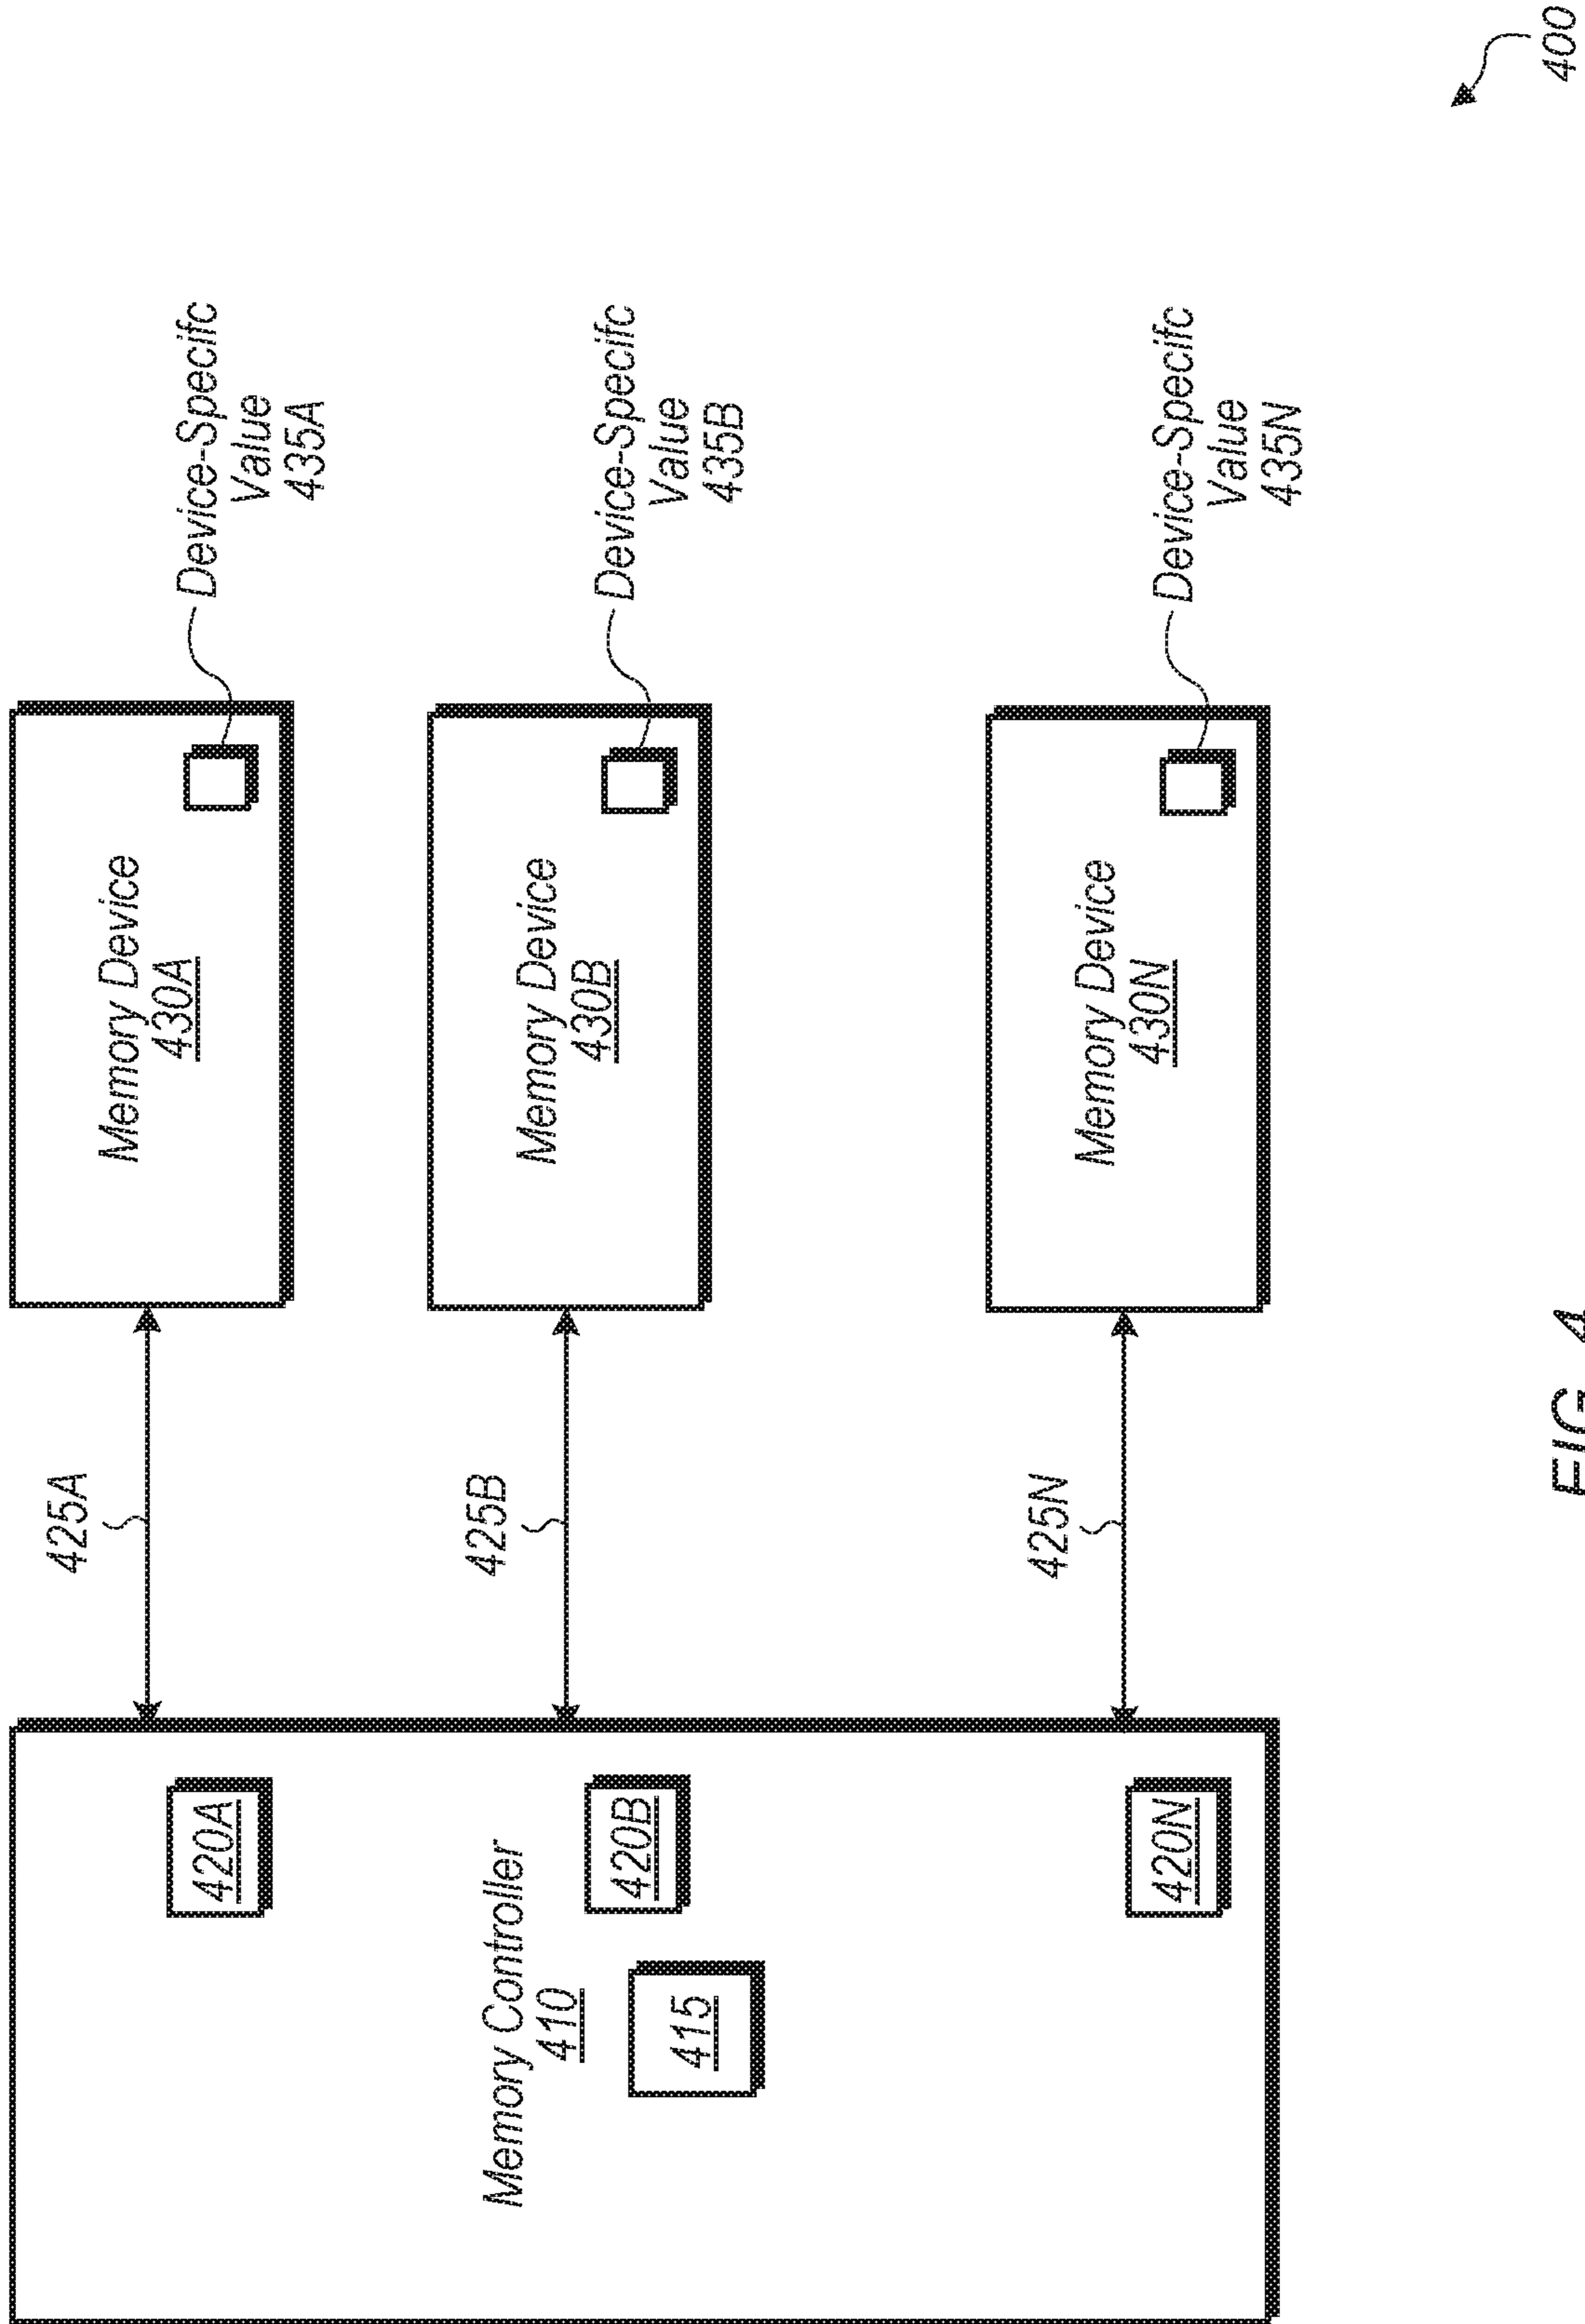 425A
Memory Device
430A
Device-Specifc
Value
435A
420A
Memory Controller
410
415
425B
420B
Memory Device
430B
Device-Specifc
Value
435B
425N
420N
Memory Device
430N
Device-Specifc
Value
435N
400
FIG. 4